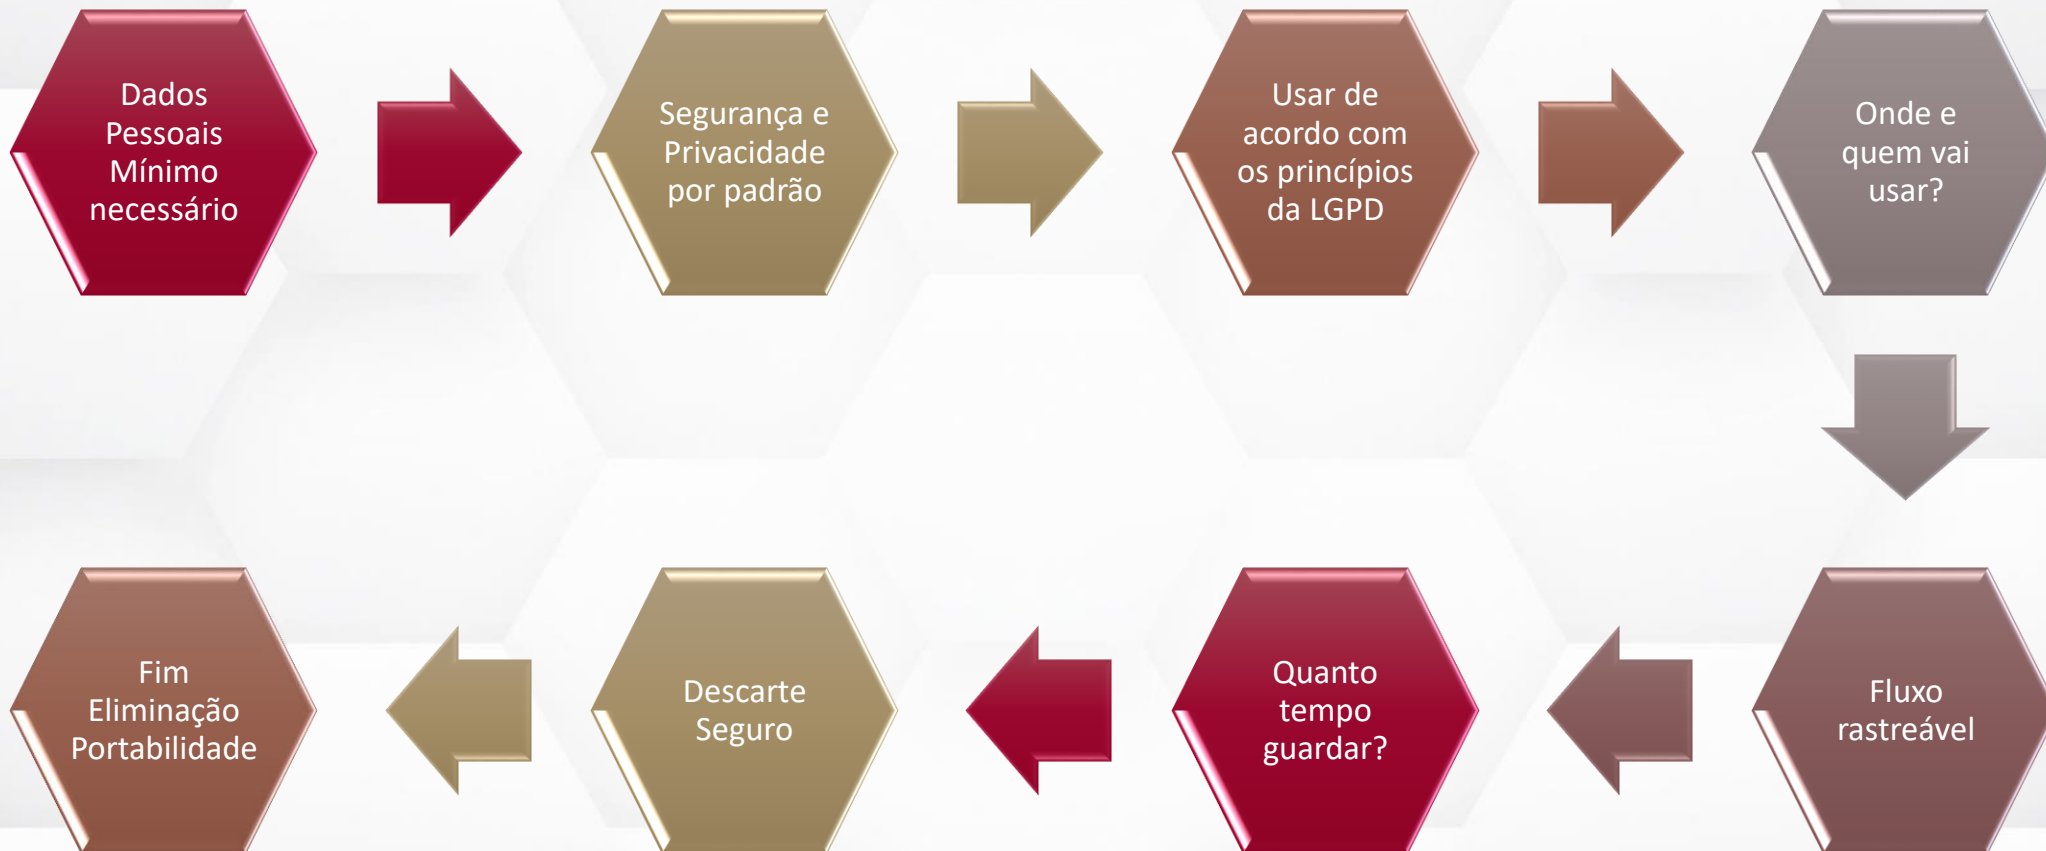 Dados
Pessoais
Mínimo
necessário
Segurança e
Privacidade
por padrão
Usar de
acordo com
os princípios
da LGPD
Onde e
quem vai
usar?
Fluxo
rastreável
Quanto
tempo
guardar?
Descarte
Seguro
Fim
Eliminação
Portabilidade